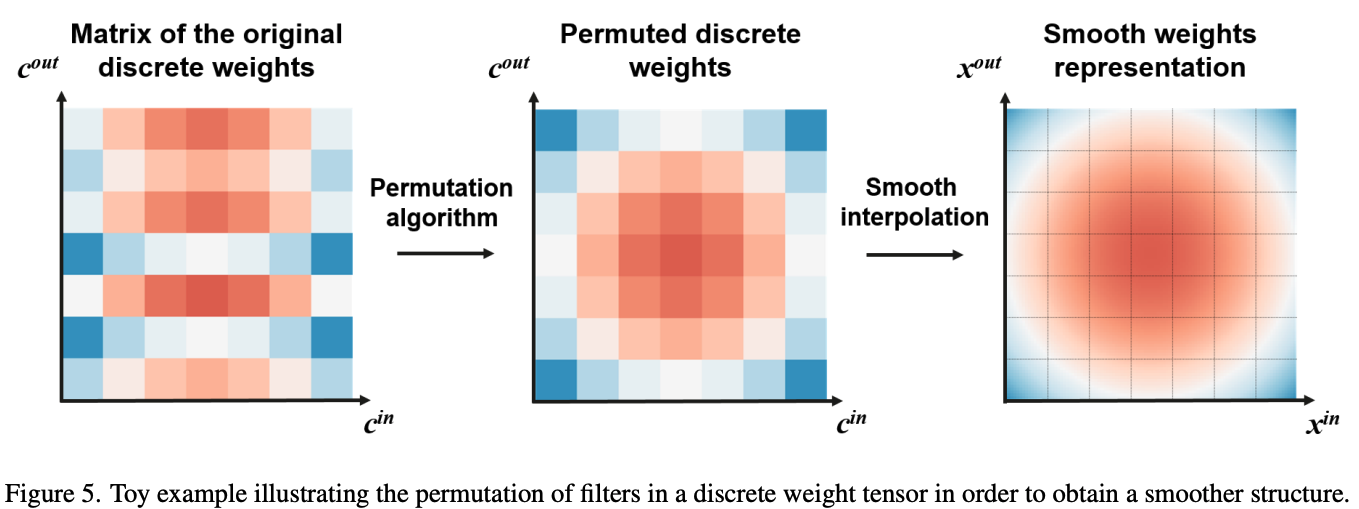 Matrix of the original
discrete weights
c^out
Permuted discrete
weights
c^out
Smooth weights
representation
x^out
Permutation
algorithm
Smooth
interpolation
c^in
c^in
x^in
Figure 5. Toy example illustrating the permutation of filters in a discrete weight tensor in order to obtain a smoother structure.